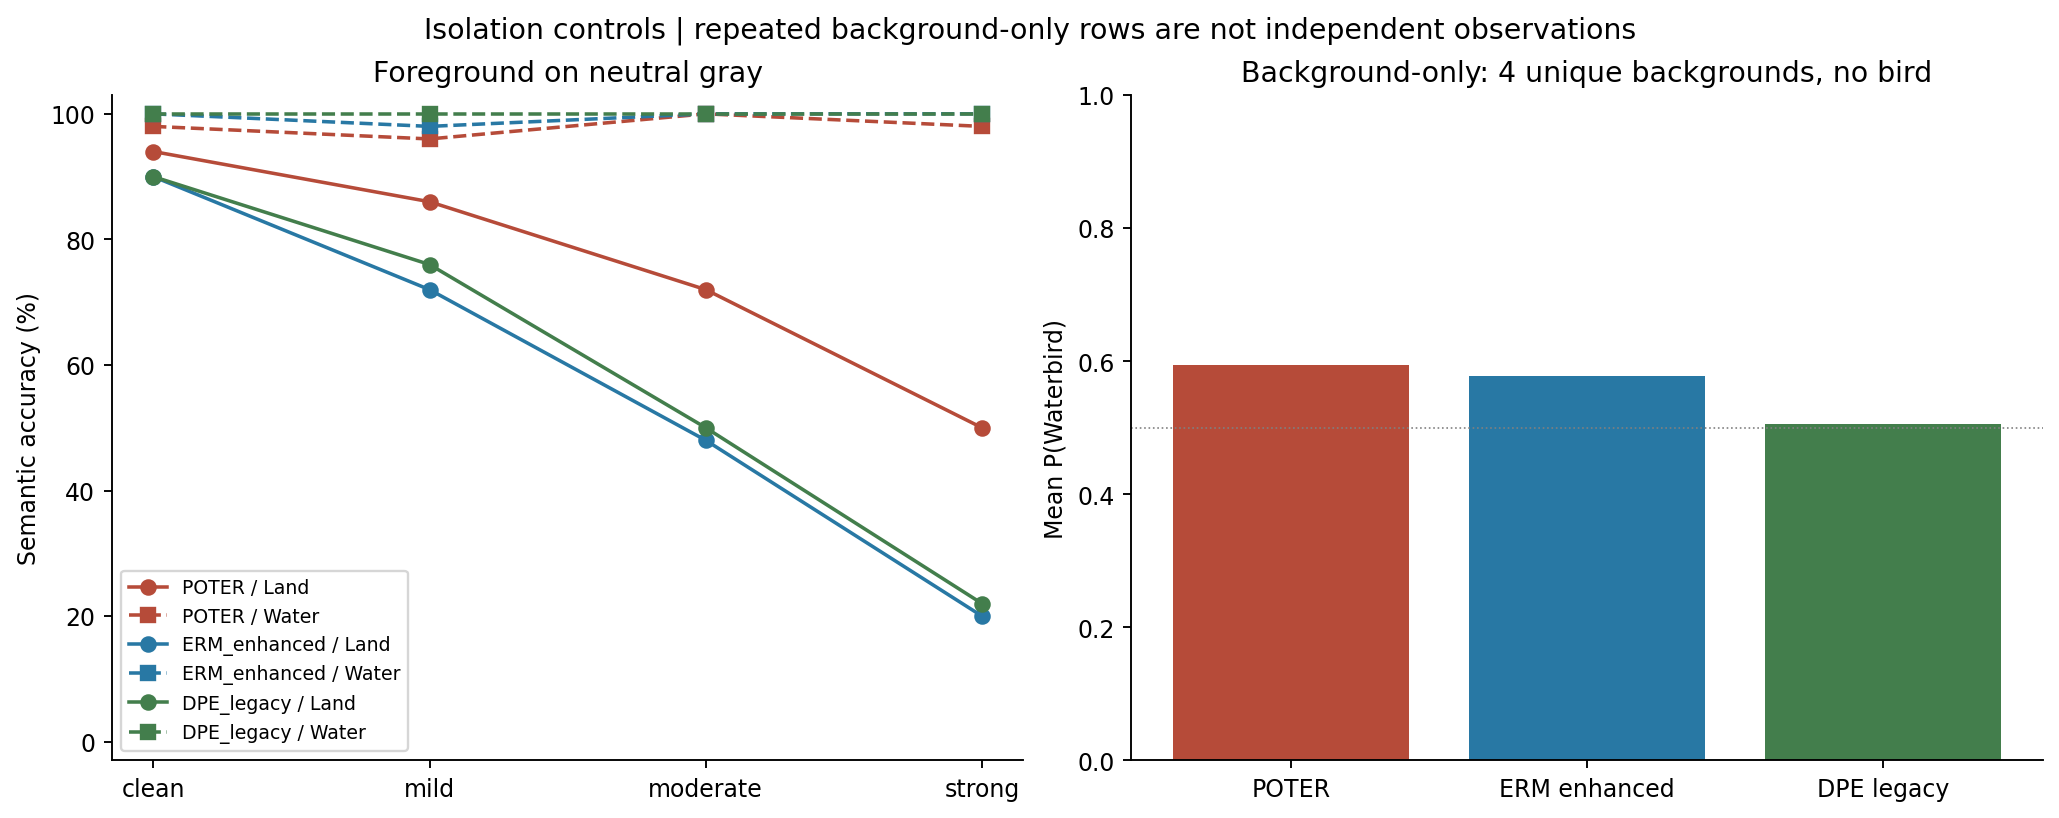 Isolation controls | repeated background-only rows are not independent observations
Foreground on neutral gray
Semantic accuracy (%)
100
80
60
40
20
0
clean mild moderate strong
POTER / Land
POTER / Water
ERM_enhanced / Land
ERM_enhanced / Water
DPE_legacy / Land
DPE_legacy / Water
Background-only: 4 unique backgrounds, no bird
Mean P(Waterbird)
1.0
0.8
0.6
0.4
0.2
0.0
POTER ERM enhanced DPE legacy